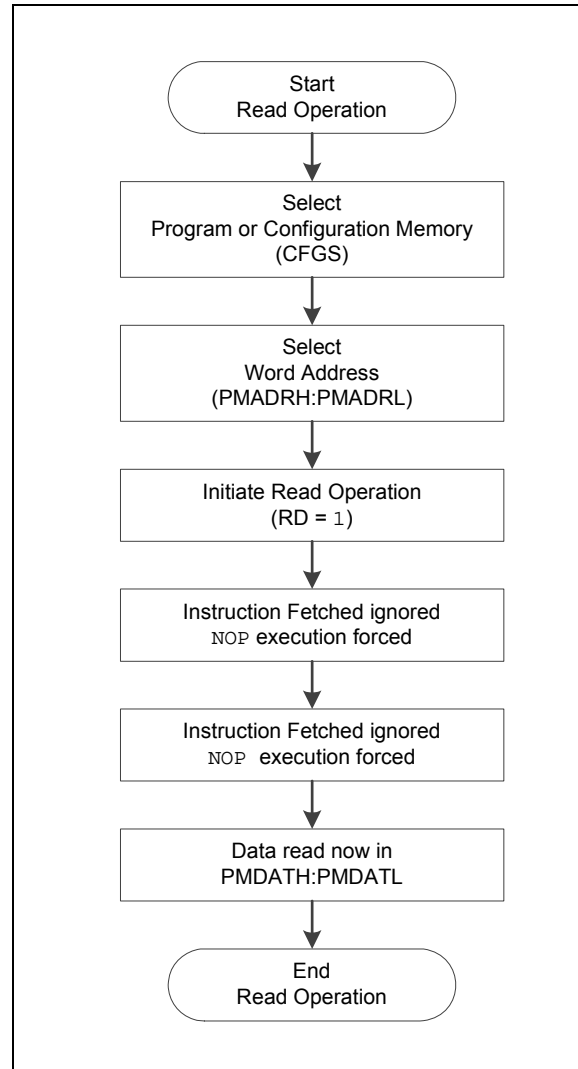 Start
Read Operation
Select
Program or Configuration Memory
(CFGS)
Select
Word Address
(PMADRH:PMADRL)
Initiate Read Operation
(RD = 1)
Instruction Fetched ignored
NOP execution forced
Instruction Fetched ignored
NOP execution forced
Data read now in
PMDATH:PMDATL
End
Read Operation